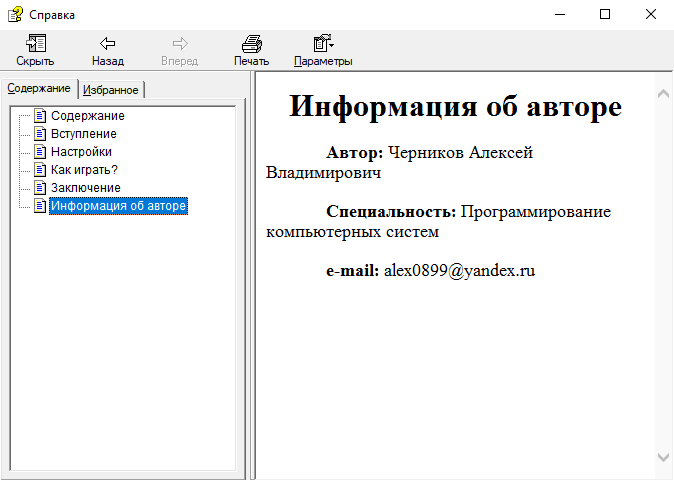 Справка
Скрыть
Назад
Вперед
Печать
Параметры
Содержание
Избранное
Содержание
Вступление
Настройки
Как играть?
Заключение
Информация об авторе
Информация об авторе
Автор: Черников Алексей
Владимирович
Специальность: Программирование
компьютерных систем
e-mail: alex0899@yandex.ru